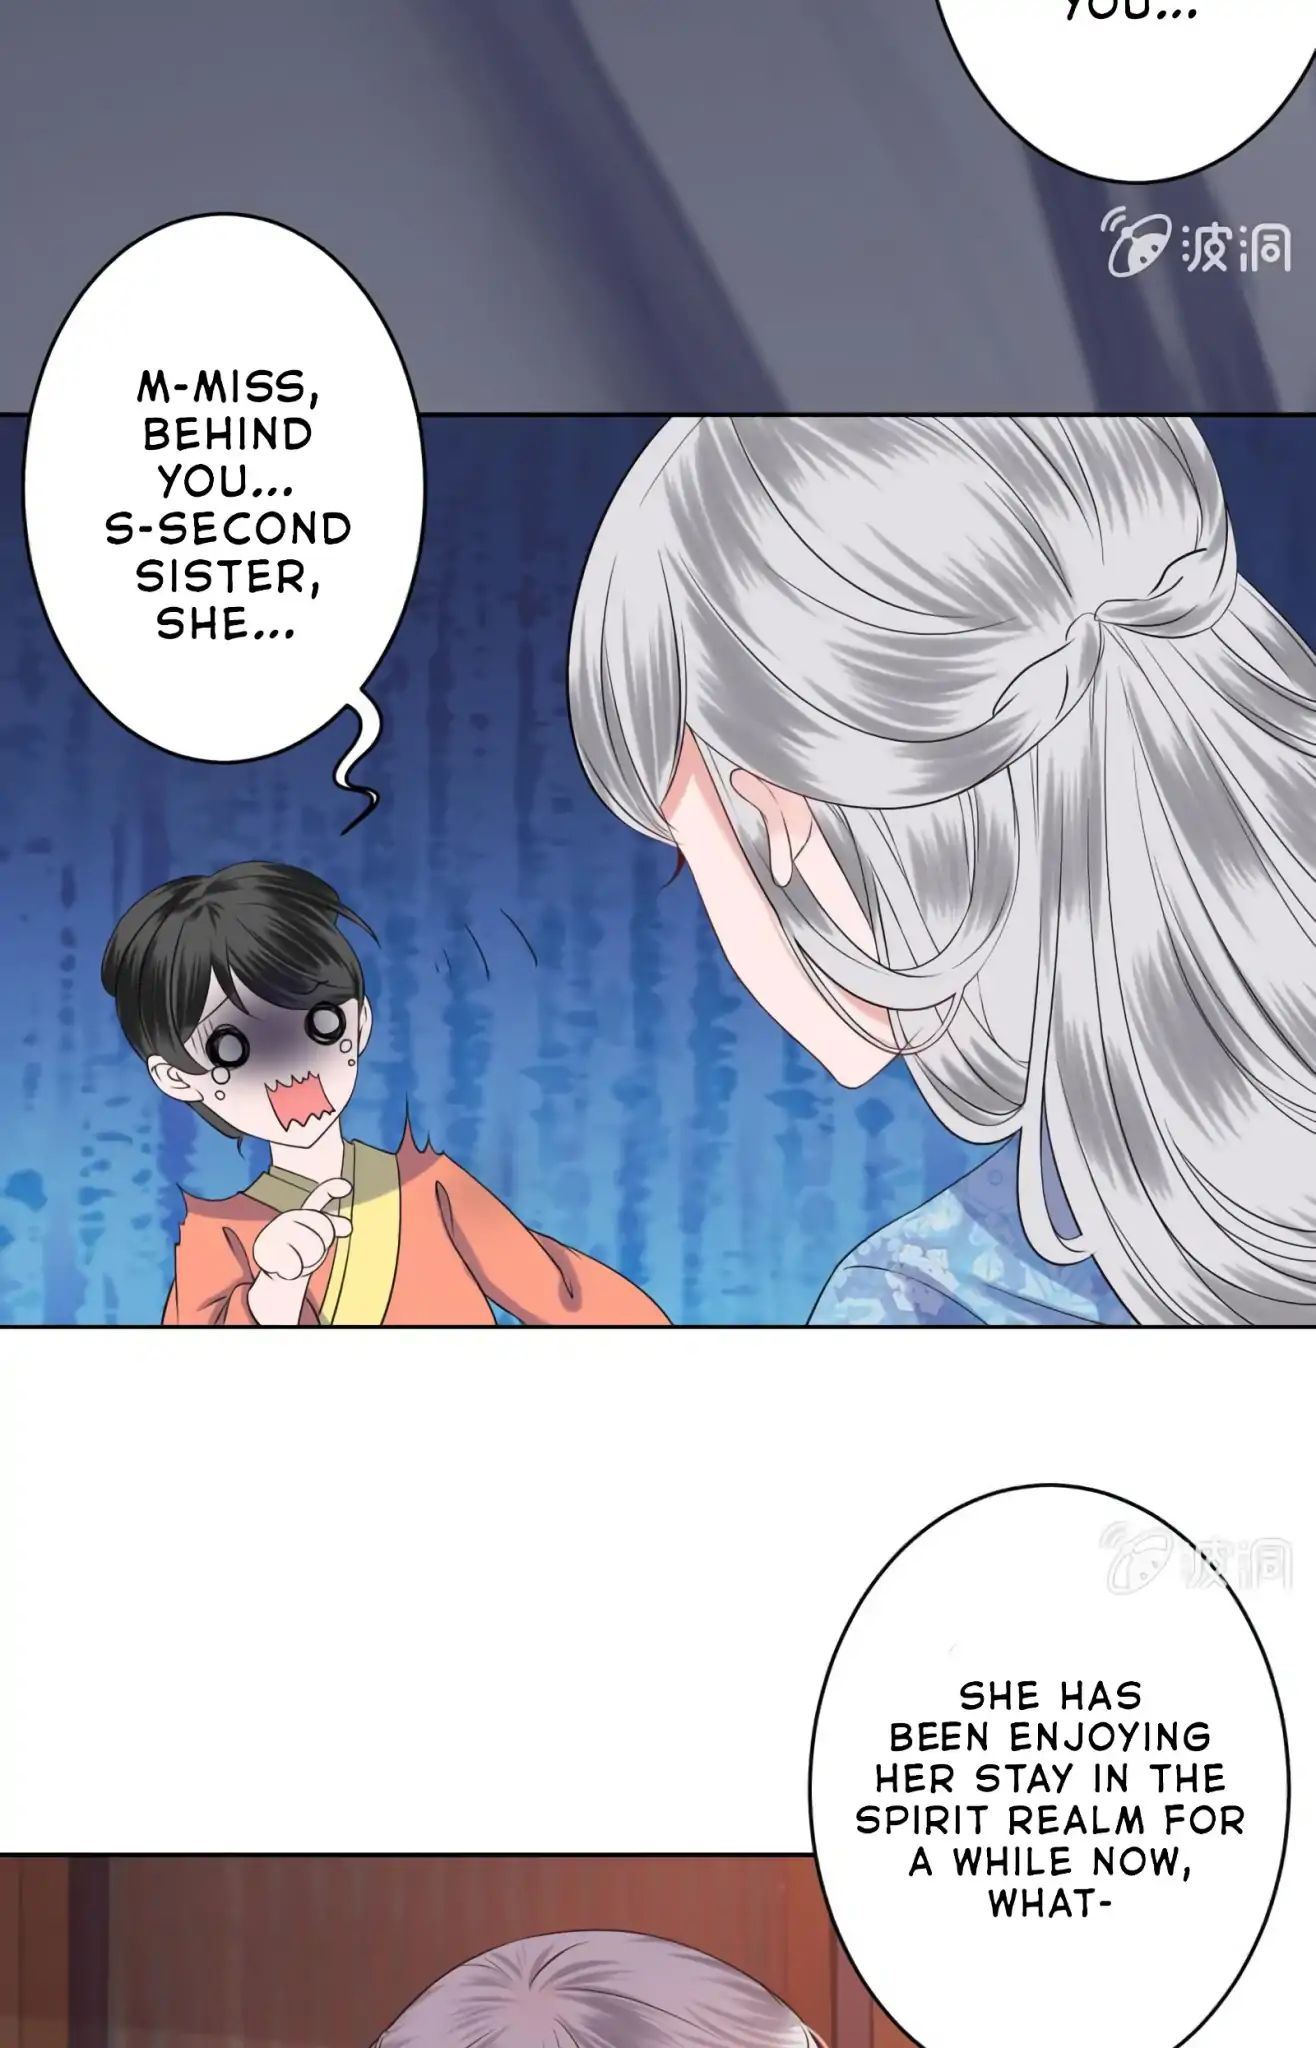 YOU...
波洞
M-MISS,
BEHIND
YOU...
S-SECOND
SISTER,
SHE...
波洞
SHE HAS
BEEN ENJOYING
HER STAY IN THE
SPIRIT REALM FOR
A WHILE NOW,
WHAT-